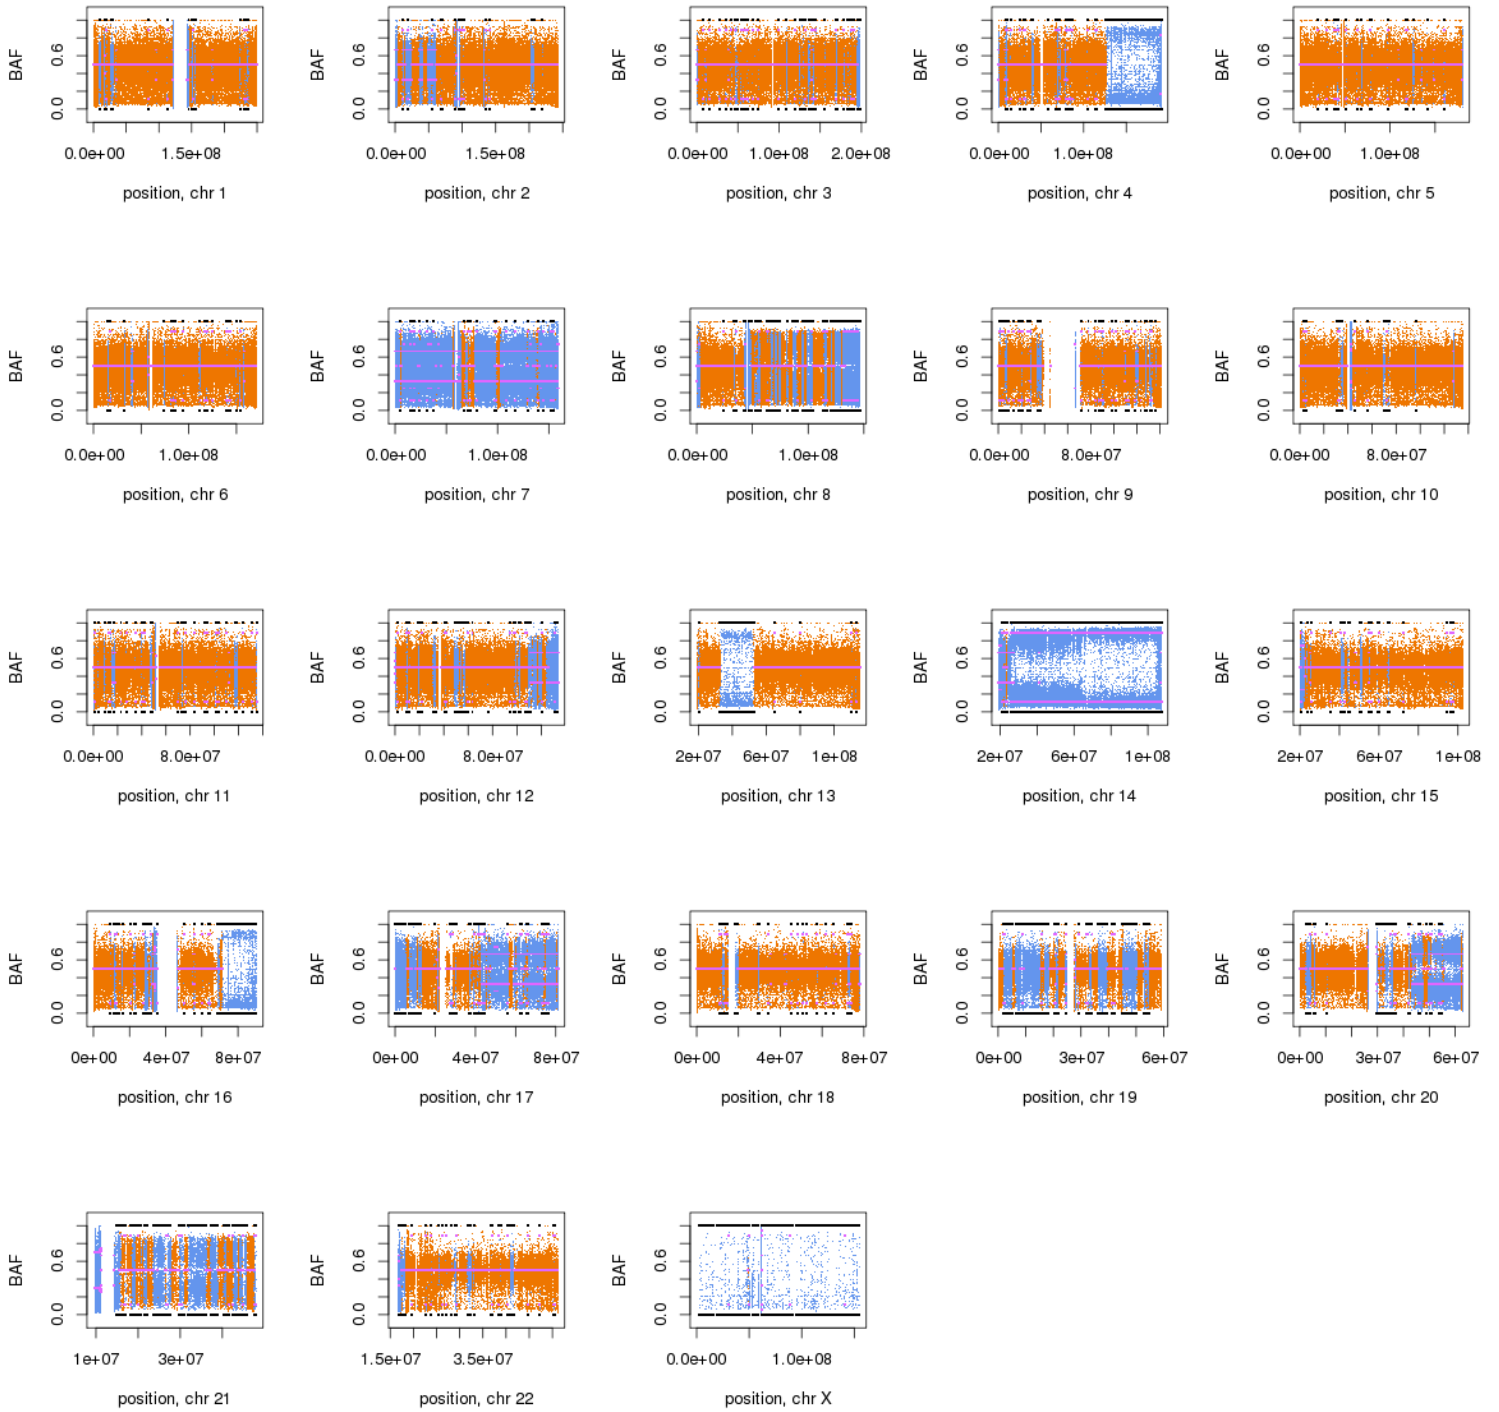 BAF BAF BAF BAF BAF
0.0 0.6 0.0 0.6 0.0 0.6 0.0 0.6 0.0 0.6
0.0e+00 1.5e+08 0.0e+00 1.5e+08 0.0e+00 1.0e+08 2.0e+08 0.0e+00 1.0e+08 0.0e+00 1.0e+08
position, chr 1 position, chr 2 position, chr 3 position, chr 4 position, chr 5
BAF BAF BAF BAF BAF
0.0 0.6 0.0 0.6 0.0 0.6 0.0 0.6 0.0 0.6
0.0e+00 1.0e+08 0.0e+00 1.0e+08 0.0e+00 1.0e+08 0.0e+00 8.0e+07 0.0e+00 8.0e+07
position, chr 6 position, chr 7 position, chr 8 position, chr 9 position, chr 10
BAF BAF BAF BAF BAF
0.0 0.6 0.0 0.6 0.0 0.6 0.0 0.6 0.0 0.6
0.0e+00 8.0e+07 0.0e+00 8.0e+07 2e+07 6e+07 1e+08 2e+07 6e+07 1e+08 2e+07 6e+07 1e+08
position, chr 11 position, chr 12 position, chr 13 position, chr 14 position, chr 15
BAF BAF BAF BAF BAF
0.0 0.6 0.0 0.6 0.0 0.6 0.0 0.6 0.0 0.6
0e+00 4e+07 8e+07 0e+00 4e+07 8e+07 0e+00 4e+07 8e+07 0e+00 3e+07 6e+07 0e+00 3e+07 6e+07
position, chr 16 position, chr 17 position, chr 18 position, chr 19 position, chr 20
BAF BAF BAF
0.0 0.6 0.0 0.6 0.0 0.6
1e+07 3e+07 1.5e+07 3.5e+07 0.0e+00 1.0e+08
position, chr 21 position, chr 22 position, chr X